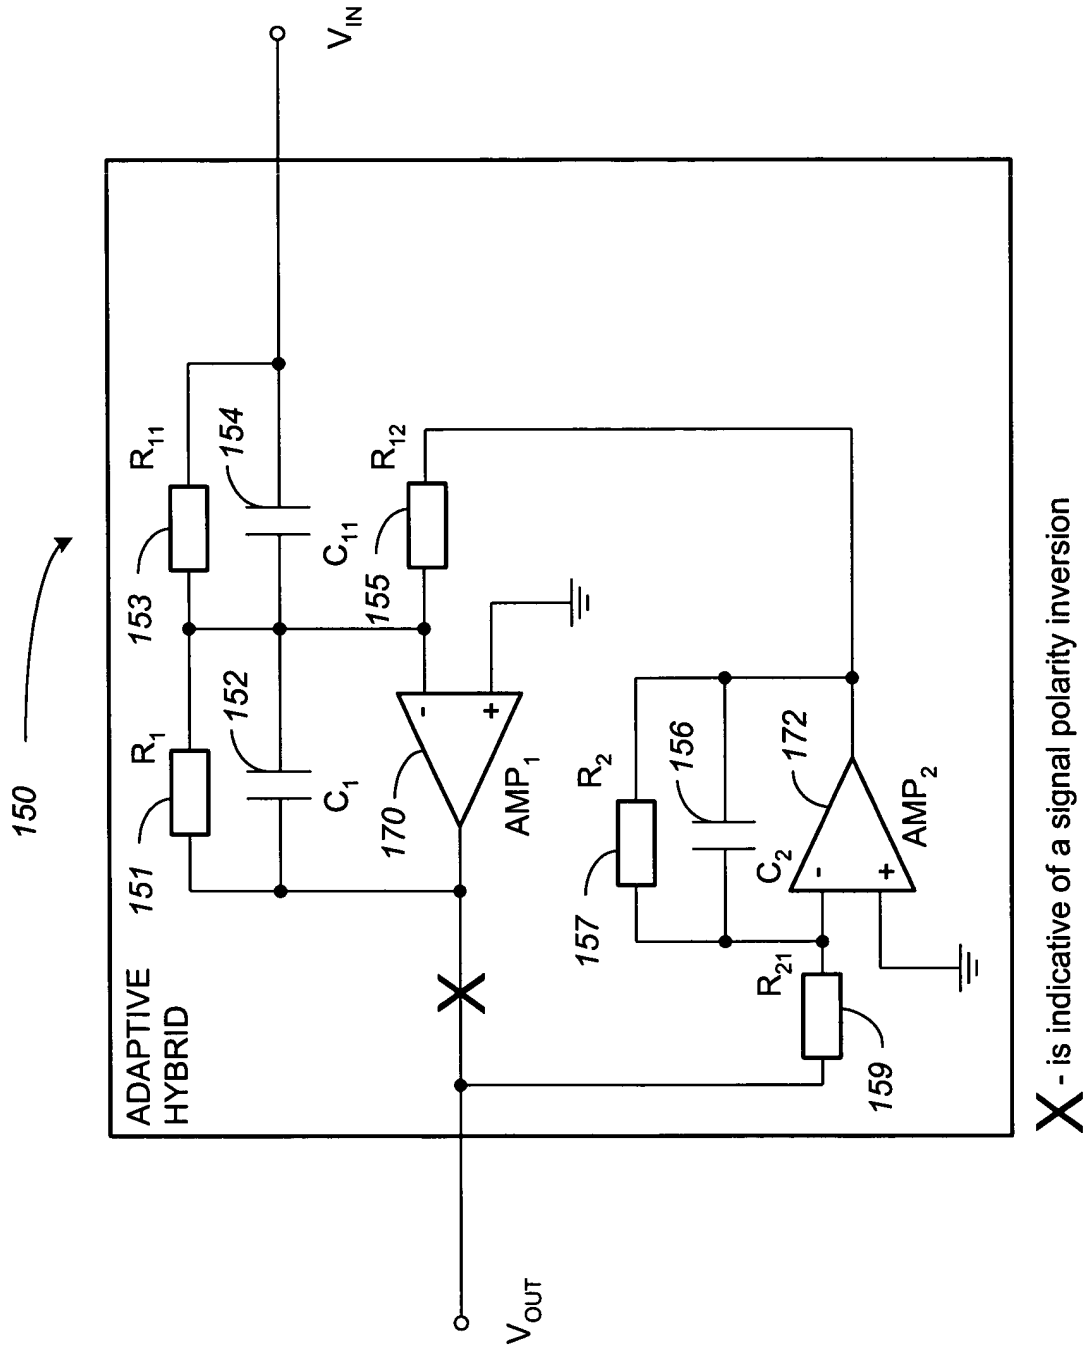 150
ADAPTIVE
HYBRID
V_IN
V_OUT
151
R_1
152
C_1
153
R_11
154
C_11
155
R_12
170
-
+
AMP_1
157
R_2
156
C_2
159
R_21
172
-
+
AMP_2
X
X - is indicative of a signal polarity inversion